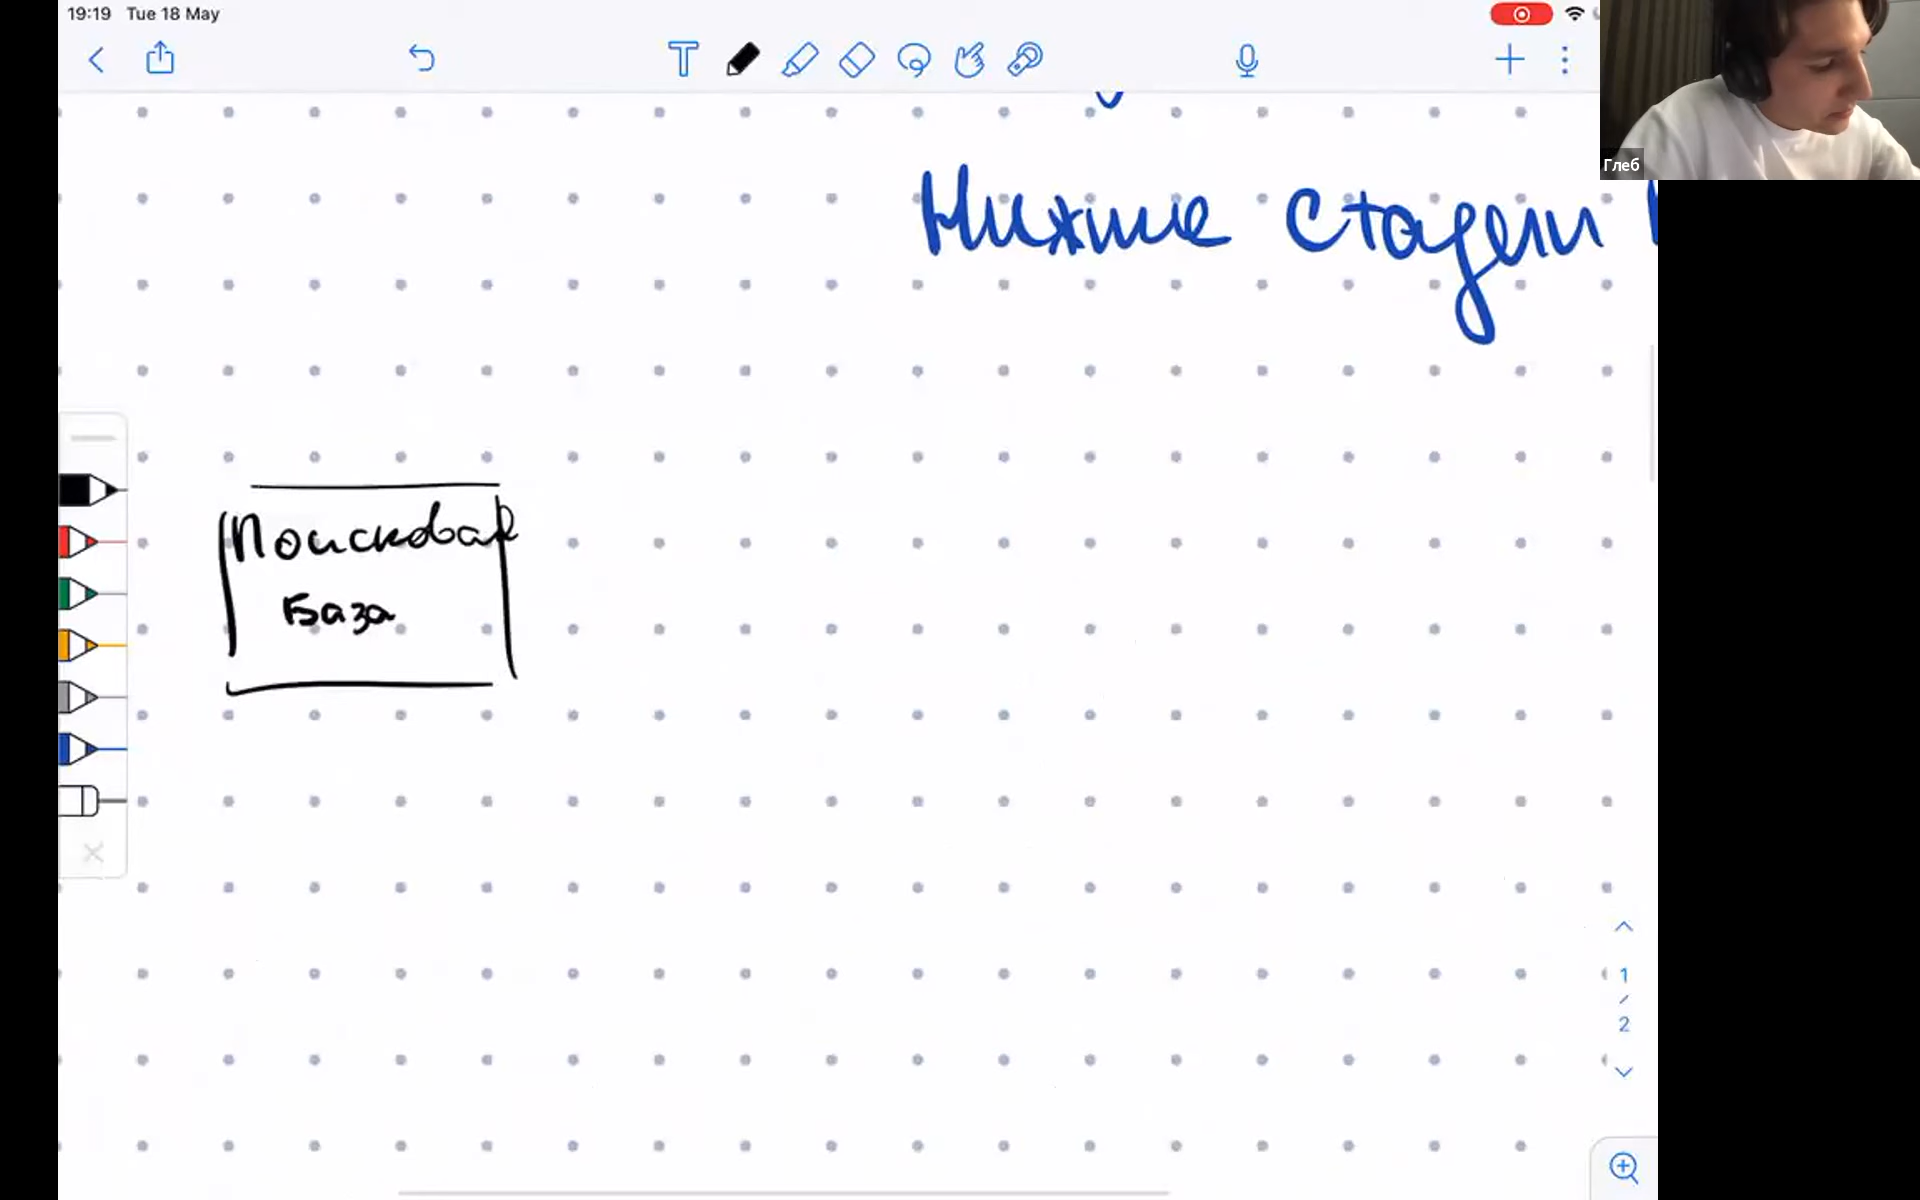 19:19 Tue 18 May
Глеб
Нижние стадии
Поисковая
База
1
/
2